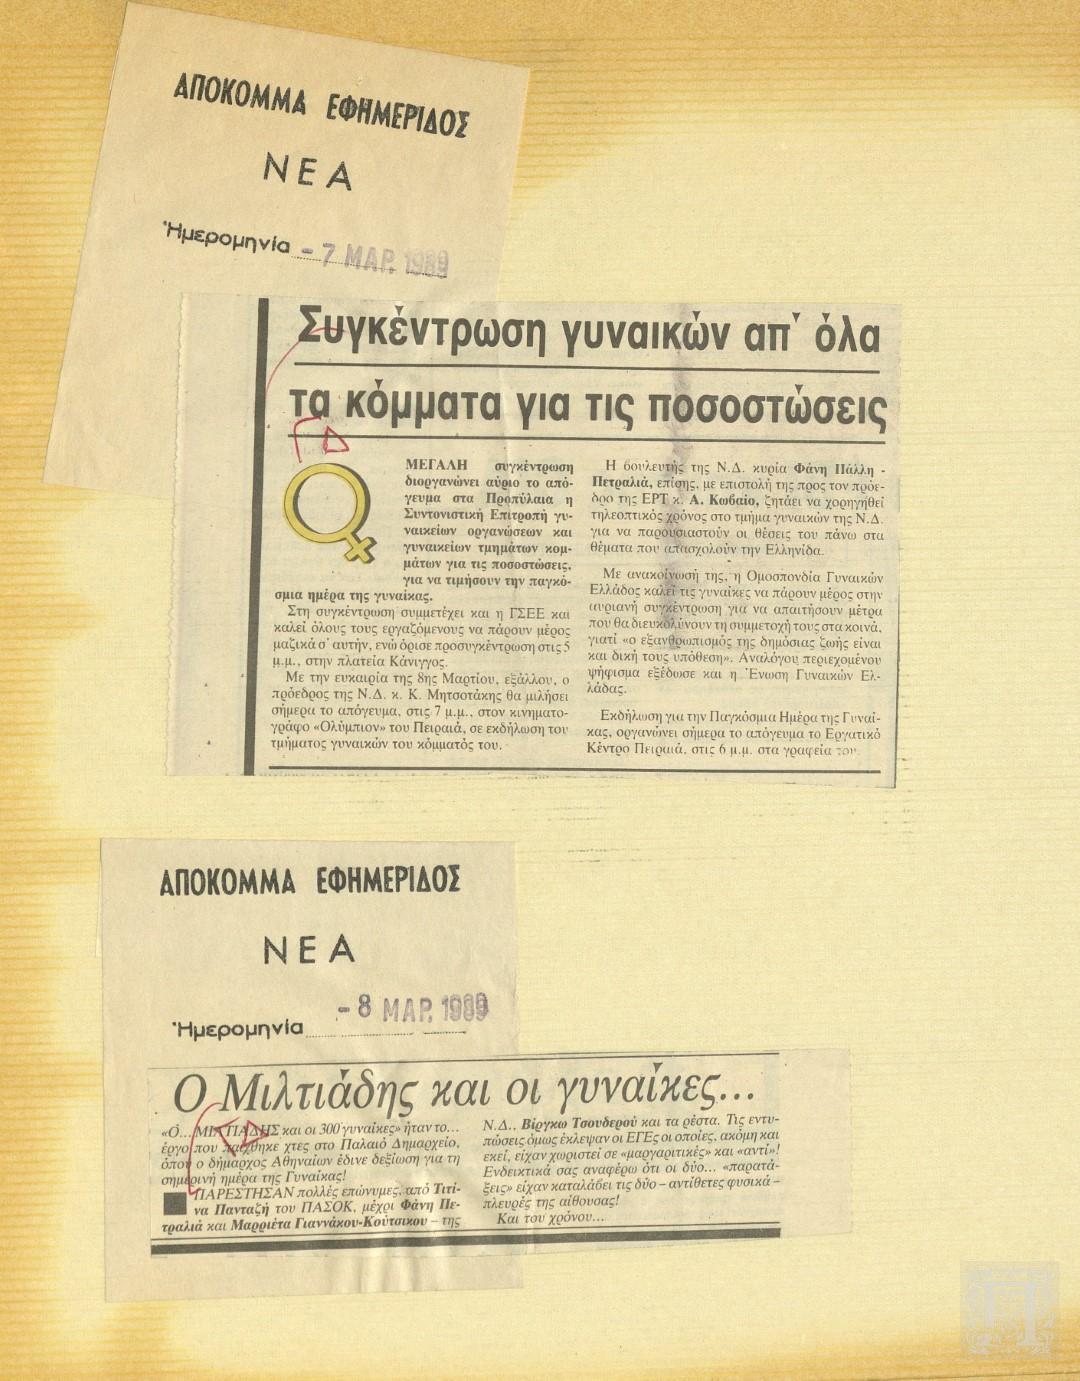 ΑΠΟΚΟΜΜΑ ΕΦΗΜΕΡΙΔΟΣ
ΝΕΑ
Ἡμερομηνία - 7 ΜΑΡ. 1989
Συγκέντρωση γυναικών απ' όλα
τα κόμματα για τις ποσοστώσεις
ΜΕΓΑΛΗ συγκέντρωση
διοργανώνει αύριο το από-
γευμα στα Προπύλαια η
Συντονιστική Επιτροπή γυ-
ναικείων οργανώσεων και
γυναικείων τμημάτων κομ-
μάτων για τις ποσοστώσεις,
για να τιμήσουν την παγκό-
σμια ημέρα της γυναίκας.
Στη συγκέντρωση συμμετέχει και η ΓΣΕΕ και
καλεί όλους τους εργαζόμενους να πάρουν μέρος
μαζικά σ' αυτήν, ενώ όρισε προσυγκέντρωση στις 5
μ.μ., στην πλατεία Κάνιγγος.
Με την ευκαιρία της 8ης Μαρτίου, εξάλλου, ο
πρόεδρος της Ν.Δ. κ. Κ. Μητσοτάκης θα μιλήσει
σήμερα το απόγευμα, στις 7 μ.μ., στον κινηματο-
γράφο «Ολύμπιον» του Πειραιά, σε εκδήλωση του
τμήματος γυναικών του κόμματός του.
Η βουλευτής της Ν.Δ. κυρία Φάνη Πάλλη -
Πετραλιά, επίσης, με επιστολή της προς τον πρόε-
δρο της ΕΡΤ κ. Α. Κωβαίο, ζητάει να χορηγηθεί
τηλεοπτικός χρόνος στο τμήμα γυναικών της Ν.Δ.
για να παρουσιαστούν οι θέσεις του πάνω στα
θέματα που απασχολούν την Ελληνίδα.
Με ανακοίνωσή της, η Ομοσπονδία Γυναικών
Ελλάδος καλεί τις γυναίκες να πάρουν μέρος στην
αυριανή συγκέντρωση για να απαιτήσουν μέτρα
που θα διευκολύνουν τη συμμετοχή τους στα κοινά,
γιατί «ο εξανθρωπισμός της δημόσιας ζωής είναι
και δική τους υπόθεση». Αναλόγου περιεχομένου
ψήφισμα εξέδωσε και η Ένωση Γυναικών Ελ-
λάδας.
Εκδήλωση για την Παγκόσμια Ημέρα της Γυναί-
κας, οργανώνει σήμερα το απόγευμα το Εργατικό
Κέντρο Πειραιά, στις 6 μ.μ. στα γραφεία του.
ΑΠΟΚΟΜΜΑ ΕΦΗΜΕΡΙΔΟΣ
ΝΕΑ
Ἡμερομηνία - 8 ΜΑΡ. 1989
Ο Μιλτιάδης και οι γυναίκες...
«Ο... ΜΙΛΤΙΑΔΗΣ και οι 300 γυναίκες» ήταν το...
έργο που παίχθηκε χτες στο Παλαιό Δημαρχείο,
όπου ο δήμαρχος Αθηναίων έδινε δεξίωση για τη
σημερινή ημέρα της Γυναίκας!
ΠΑΡΕΣΤΗΣΑΝ πολλές επώνυμες, από Τιτί-
να Πανταζή του ΠΑΣΟΚ, μέχρι Φάνη Πε-
τραλιά και Μαρριέτα Γιαννάκου-Κούτσικου – της
Ν.Δ., Βίργκω Τσουδερού και τα ρέστα. Τις εντυ-
πώσεις όμως έκλεψαν οι ΕΓΕς οι οποίες, ακόμη και
εκεί, είχαν χωριστεί σε «μαργαριτικές» και «αντί»!
Ενδεικτικά σας αναφέρω ότι οι δύο... «παρατά-
ξεις» είχαν καταλάβει τις δύο – αντίθετες φυσικά –
πλευρές της αίθουσας!
Και του χρόνου...